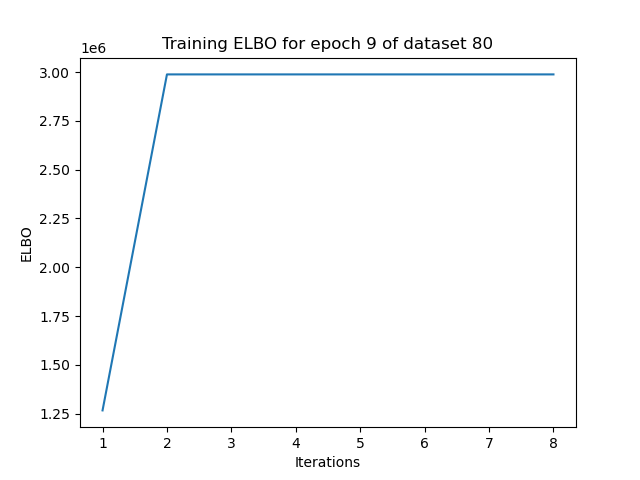 Training ELBO for epoch 9 of dataset 80
1e6
3.00
2.75
2.50
2.25
2.00
1.75
1.50
1.25
ELBO
1 2 3 4 5 6 7 8
Iterations